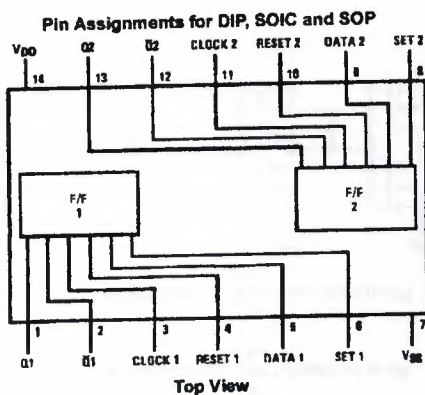 Pin Assignments for DIP, SOIC and SOP
VDD Q2 Q̅2 CLOCK 2 RESET 2 DATA 2 SET 2
14 13 12 11 10 9 8
F/F
1
F/F
2
1 2 3 4 5 6 7
Q1 Q̅1 CLOCK 1 RESET 1 DATA 1 SET 1 VSS
Top View